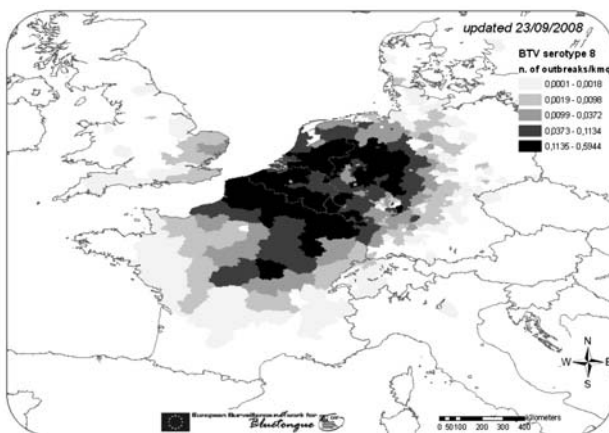 updated 23/09/2008
BTV serotype 8
n. of outbreaks/kmq
0,0001 - 0,0018
0,0019 - 0,0098
0,0099 - 0,0372
0,0373 - 0,1134
0,1135 - 0,5944
N
W E
S
European Surveillance network for
Bluetongue
0 50 100 200 300 400